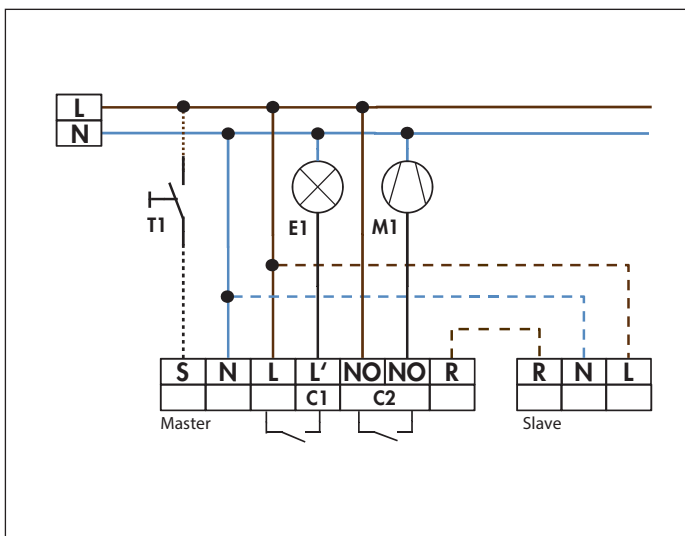 L
N
T1
E1
M1
S N L L‘ NO NO R
C1 C2
Master
R N L
Slave